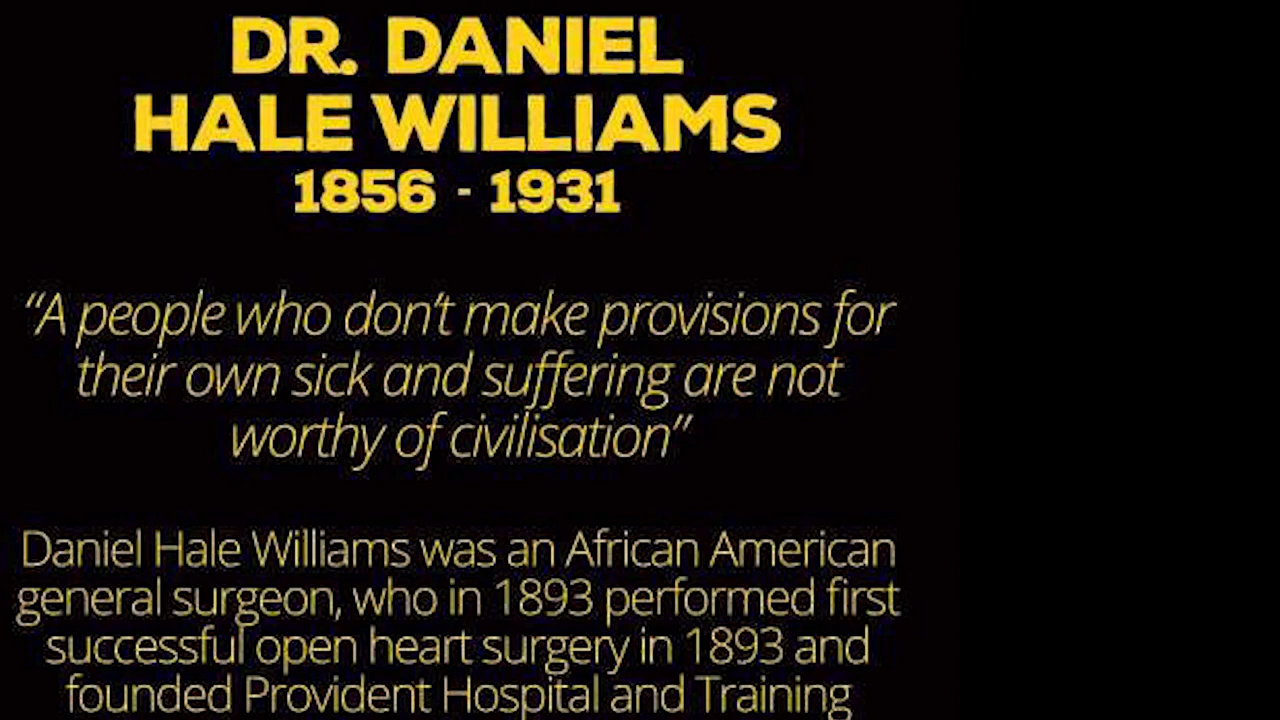 DR. DANIEL
HALE WILLIAMS
1856 - 1931
“A people who don’t make provisions for
their own sick and suffering are not
worthy of civilisation”
Daniel Hale Williams was an African American
general surgeon, who in 1893 performed first
successful open heart surgery in 1893 and
founded Provident Hospital and Training